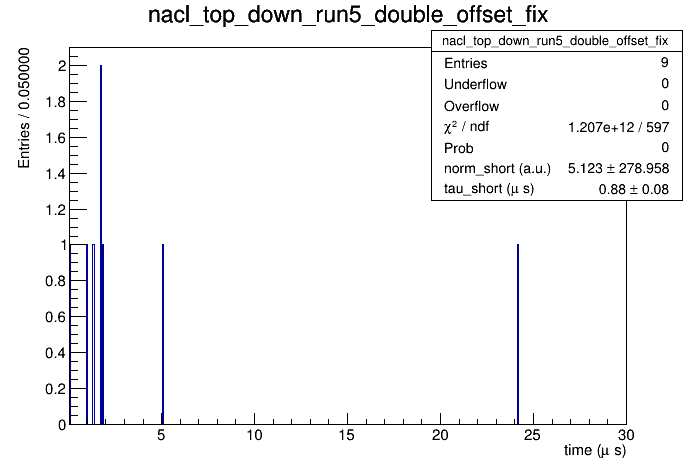 nacl_top_down_run5_double_offset_fix
nacl_top_down_run5_double_offset_fix
Entries 9
Underflow 0
Overflow 0
χ² / ndf 1.207e+12 / 597
Prob 0
norm_short (a.u.) 5.123 ± 278.958
tau_short (μ s) 0.88 ± 0.08
Entries / 0.050000
2
1.8
1.6
1.4
1.2
1
0.8
0.6
0.4
0.2
0
5 10 15 20 25 30
time (μ s)